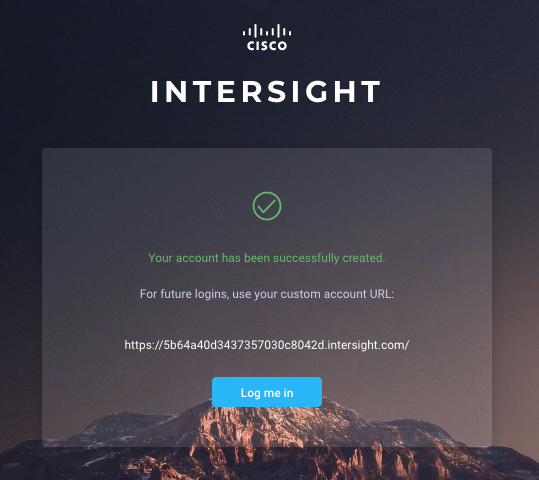 CISCO
INTERSIGHT
Your account has been successfully created.
For future logins, use your custom account URL:
https://5b64a40d3437357030c8042d.intersight.com/
Log me in